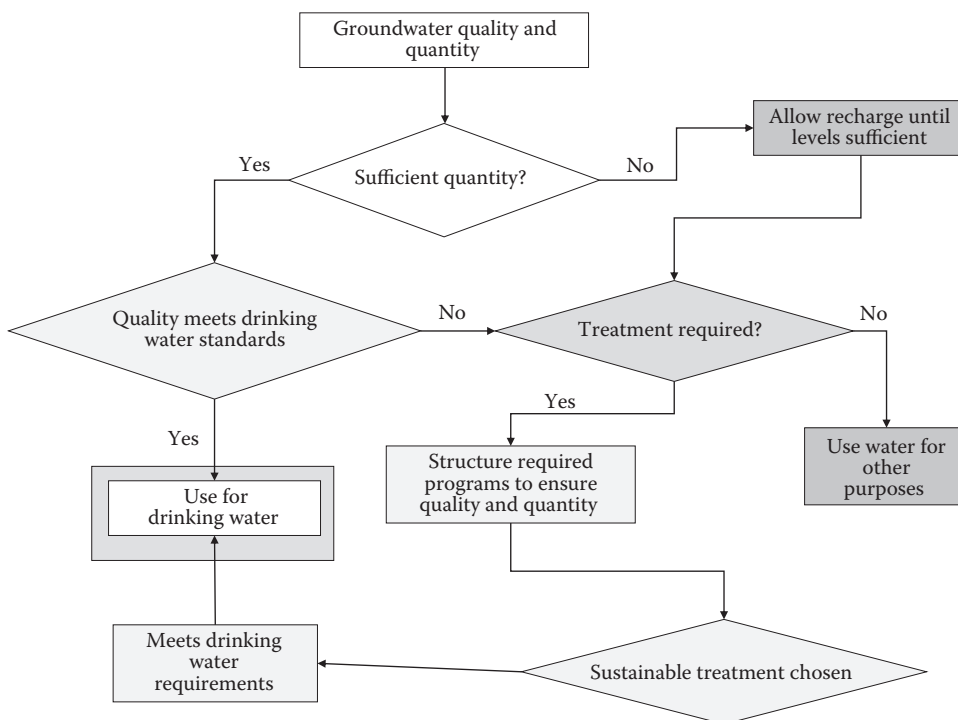 Groundwater quality and
quantity
Allow recharge until
levels sufficient
Yes
Sufficient quantity?
No
Quality meets drinking
water standards
No
Treatment required?
No
Yes
Yes
Use water for
other
purposes
Structure required
programs to ensure
quality and quantity
Use for
drinking water
Meets drinking
water
requirements
Sustainable treatment chosen